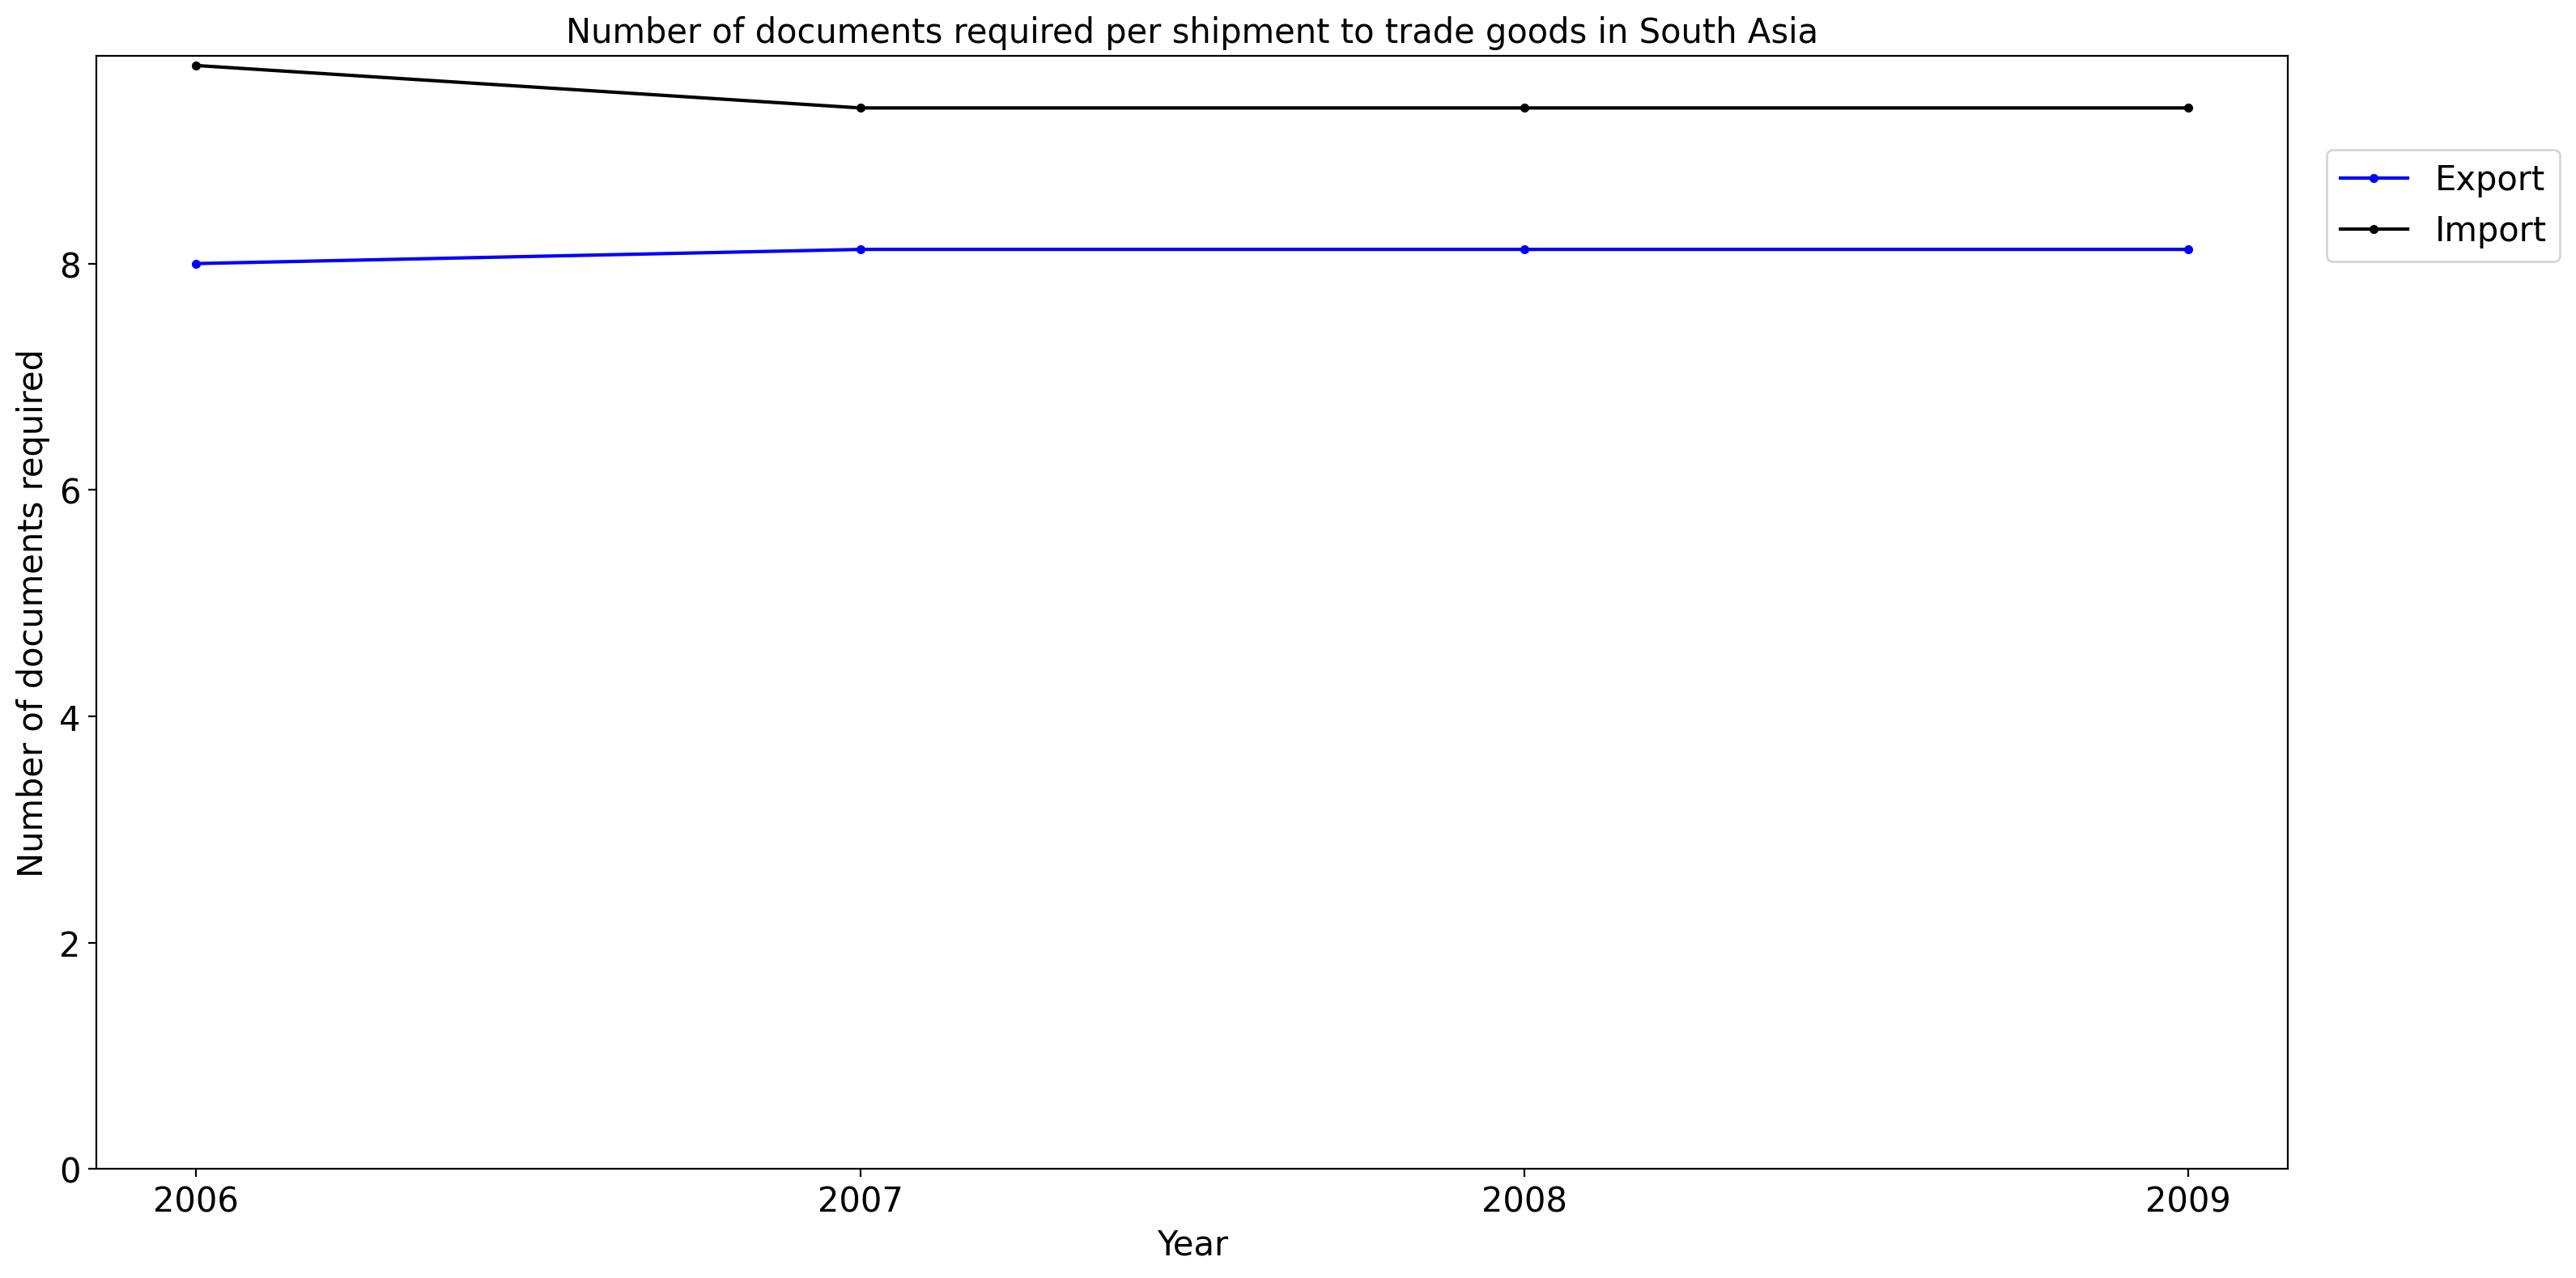 Number of documents required per shipment to trade goods in South Asia
Number of documents required
8
6
4
2
0
2006
2007
2008
2009
Year
Export
Import